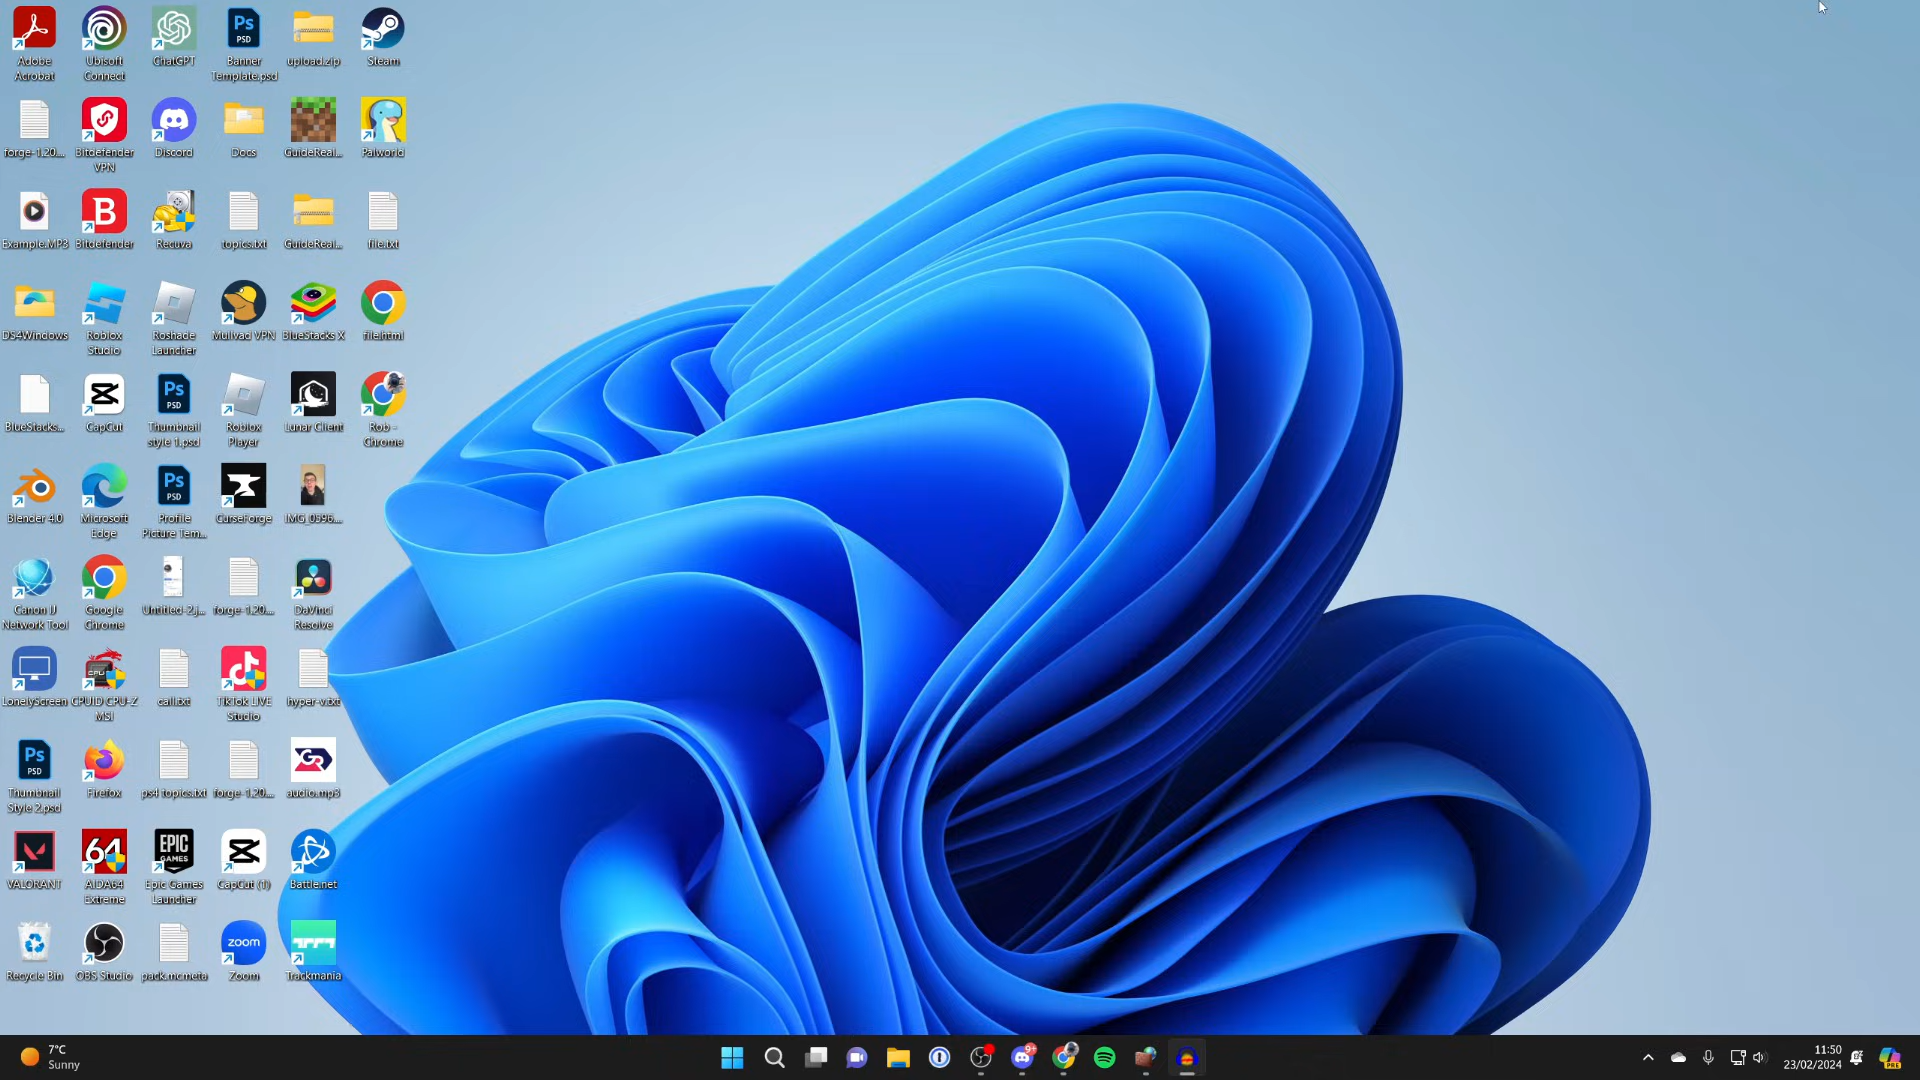 Adobe Acrobat
Ubisoft Connect
ChatGPT
Banner Template.psd
upload.zip
Steam
forge-1.20....
Bitdefender VPN
Discord
Docs
GuideReal...
Palworld
Example.MP3
Bitdefender
Recuva
topics.txt
GuideReal...
file.txt
DS4Windows
Roblox Studio
Roshade Launcher
Mullvad VPN
BlueStacks X
file.html
BlueStacks...
CapCut
Thumbnail style 1.psd
Roblox Player
Lunar Client
Rob - Chrome
Blender 4.0
Microsoft Edge
Profile Picture Tem...
CurseForge
IMG_0996...
Canon IJ Network Tool
Google Chrome
Untitled-2.j...
forge-1.20....
DaVinci Resolve
LonelyScreen
CPUID CPU-Z MSI
call.txt
TikTok LIVE Studio
hyper-v.txt
Thumbnail Style 2.psd
Firefox
ps4 topics.txt
forge-1.20....
audio.mp3
VALORANT
AIDA64 Extreme
Epic Games Launcher
CapCut (1)
Battle.net
Recycle Bin
OBS Studio
pack.mcmeta
Zoom
Trackmania
7°C
Sunny
9+
11:50
23/02/2024